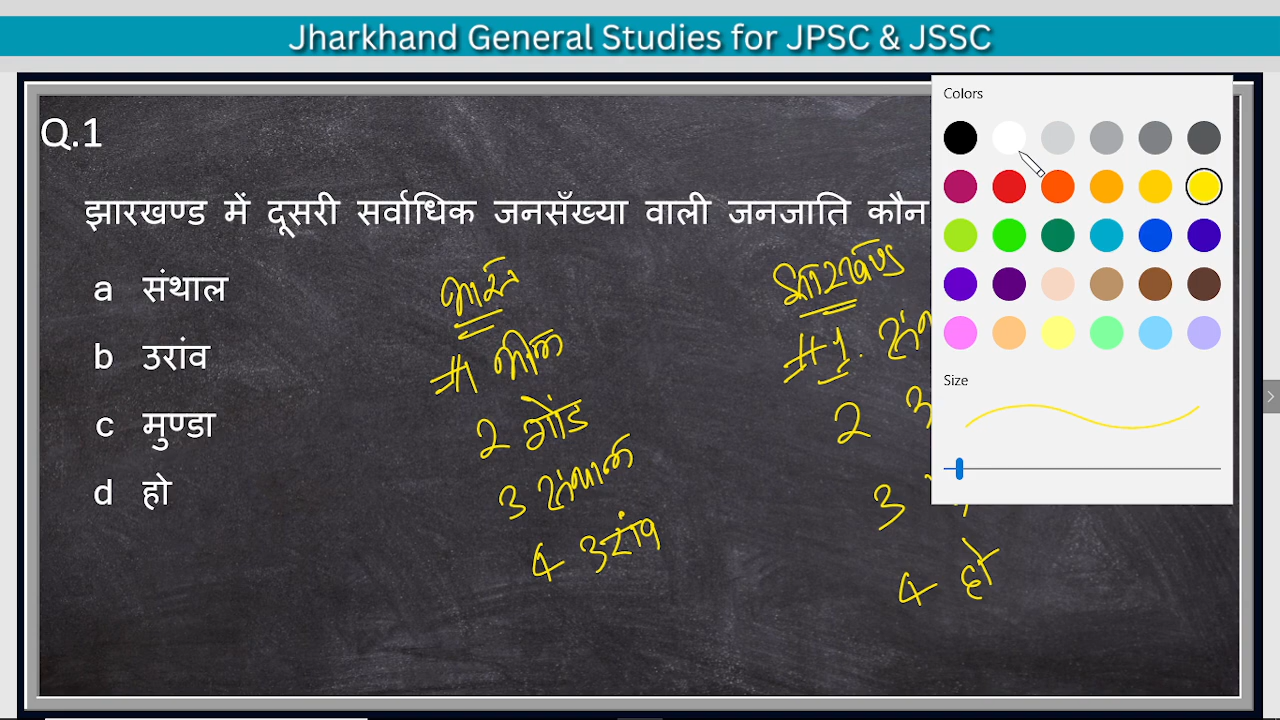 Jharkhand General Studies for JPSC & JSSC
Q.1
झारखण्ड में दूसरी सर्वाधिक जनसँख्या वाली जनजाति कौन
a संथाल
b उरांव
c मुण्डा
d हो
भारत
#1 भील
2 गोंड
3 संथाल
4 उरांव
झारखण्ड
#1.
2
3
4 हो
Colors
Size